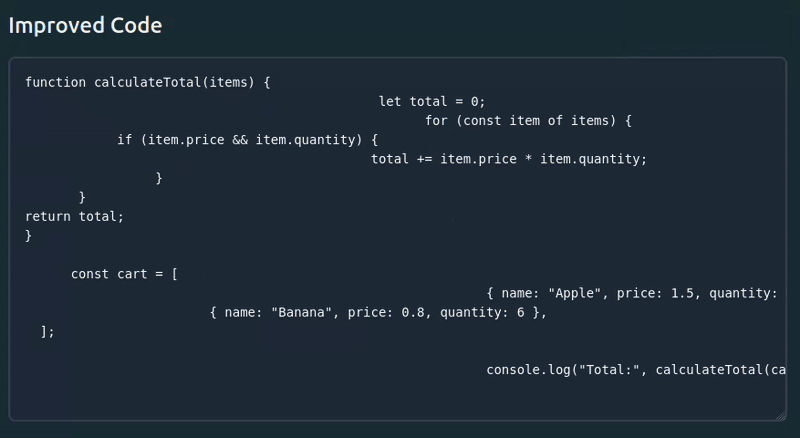 Improved Code
function calculateTotal(items) {
let total = 0;
for (const item of items) {
if (item.price && item.quantity) {
total += item.price * item.quantity;
}
}
return total;
}
const cart = [
{ name: "Apple", price: 1.5, quantity:
{ name: "Banana", price: 0.8, quantity: 6 },
];
console.log("Total:", calculateTotal(ca